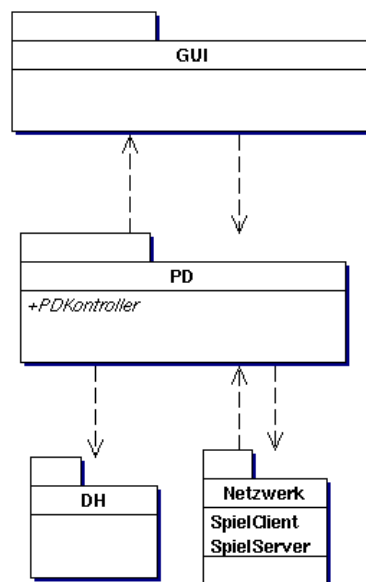 GUI
PD
+PDKontroller
DH
Netzwerk
SpielClient
SpielServer